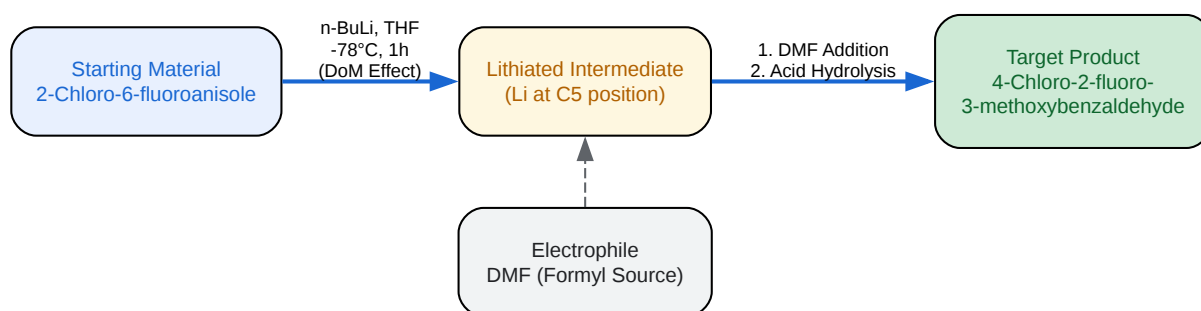 Starting Material
2-Chloro-6-fluoroanisole
n-BuLi, THF
-78°C, 1h
(DoM Effect)
Lithiated Intermediate
(Li at C5 position)
1. DMF Addition
2. Acid Hydrolysis
Target Product
4-Chloro-2-fluoro-
3-methoxybenzaldehyde
Electrophile
DMF (Formyl Source)